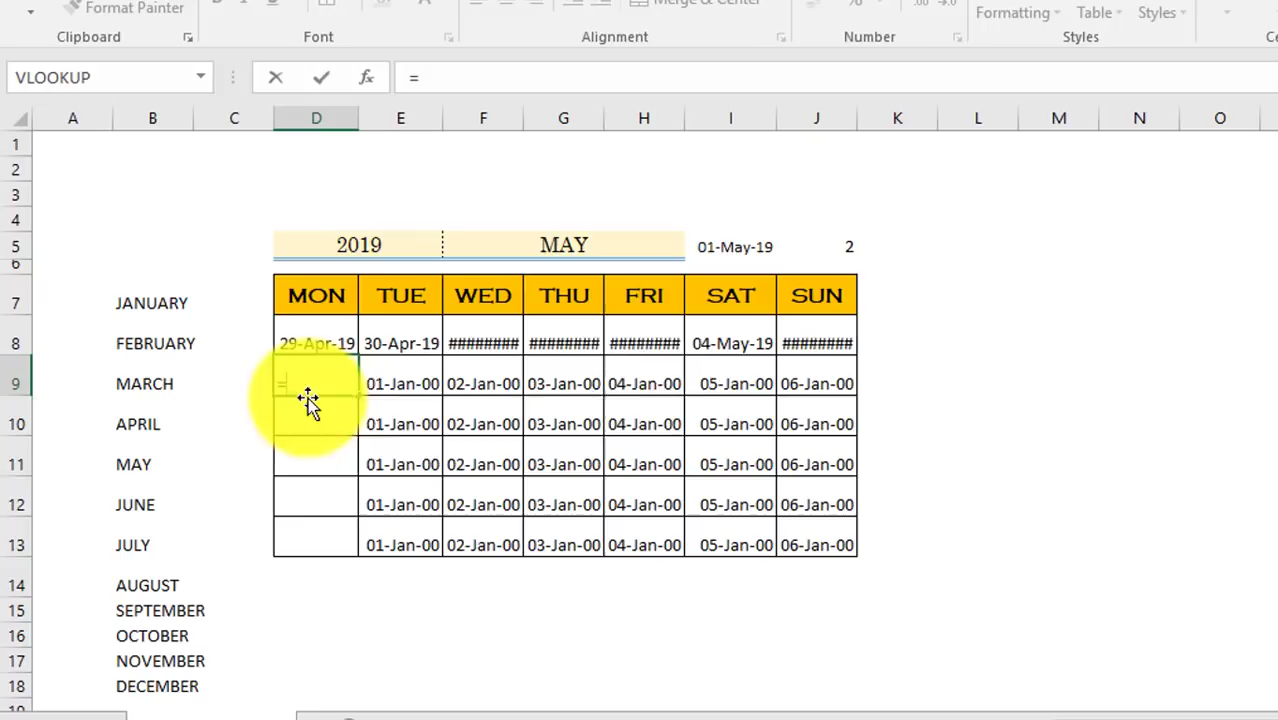 Format Painter
Merge & Center
Formatting Table Styles
Clipboard Font Alignment Number Styles
VLOOKUP fx =
A B C D E F G H I J K L M N O
1
2
3
4
5 2019 MAY 01-May-19 2
6
7 JANUARY MON TUE WED THU FRI SAT SUN
8 FEBRUARY 29-Apr-19 30-Apr-19 ######## ######## ######## 04-May-19 ########
9 MARCH = 01-Jan-00 02-Jan-00 03-Jan-00 04-Jan-00 05-Jan-00 06-Jan-00
10 APRIL 01-Jan-00 02-Jan-00 03-Jan-00 04-Jan-00 05-Jan-00 06-Jan-00
11 MAY 01-Jan-00 02-Jan-00 03-Jan-00 04-Jan-00 05-Jan-00 06-Jan-00
12 JUNE 01-Jan-00 02-Jan-00 03-Jan-00 04-Jan-00 05-Jan-00 06-Jan-00
13 JULY 01-Jan-00 02-Jan-00 03-Jan-00 04-Jan-00 05-Jan-00 06-Jan-00
14 AUGUST
15 SEPTEMBER
16 OCTOBER
17 NOVEMBER
18 DECEMBER